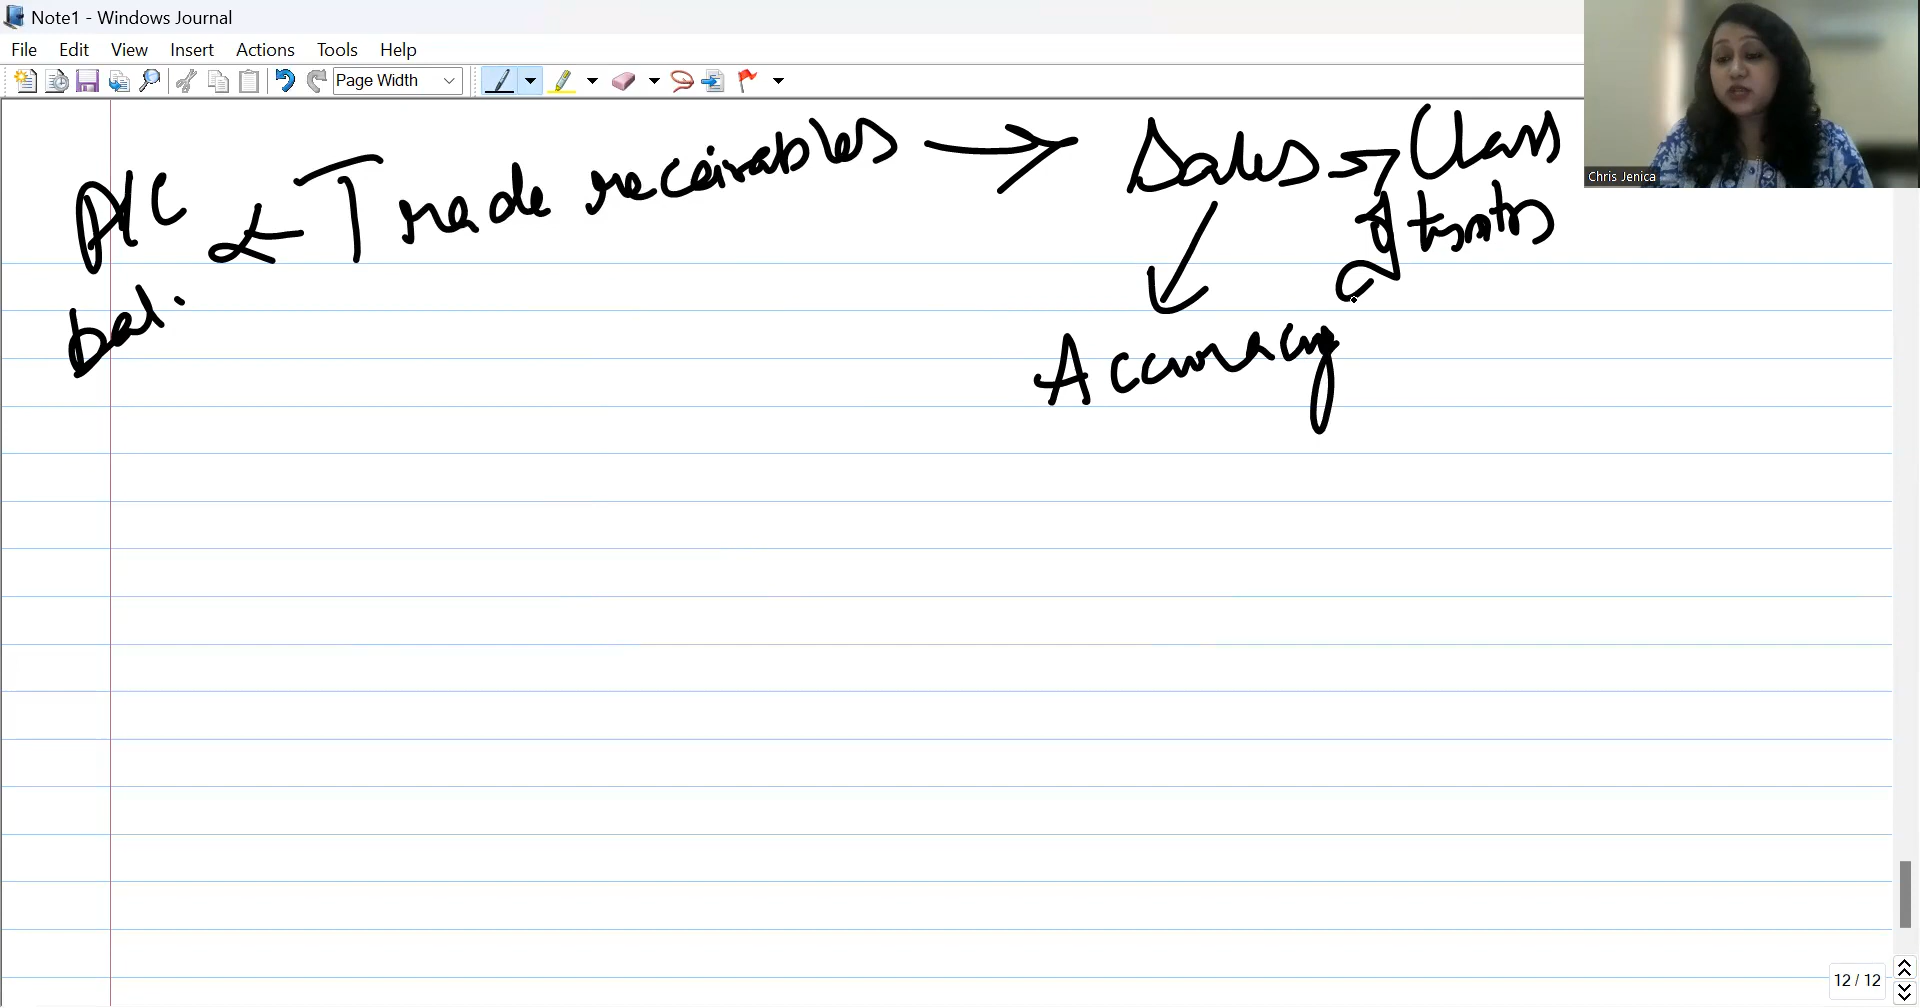 Note1 - Windows Journal
File Edit View Insert Actions Tools Help
Page Width
Chris Jenica
A/C ← Trade receivables → Sales → Class
of
bal.
Accuracy
12 / 12